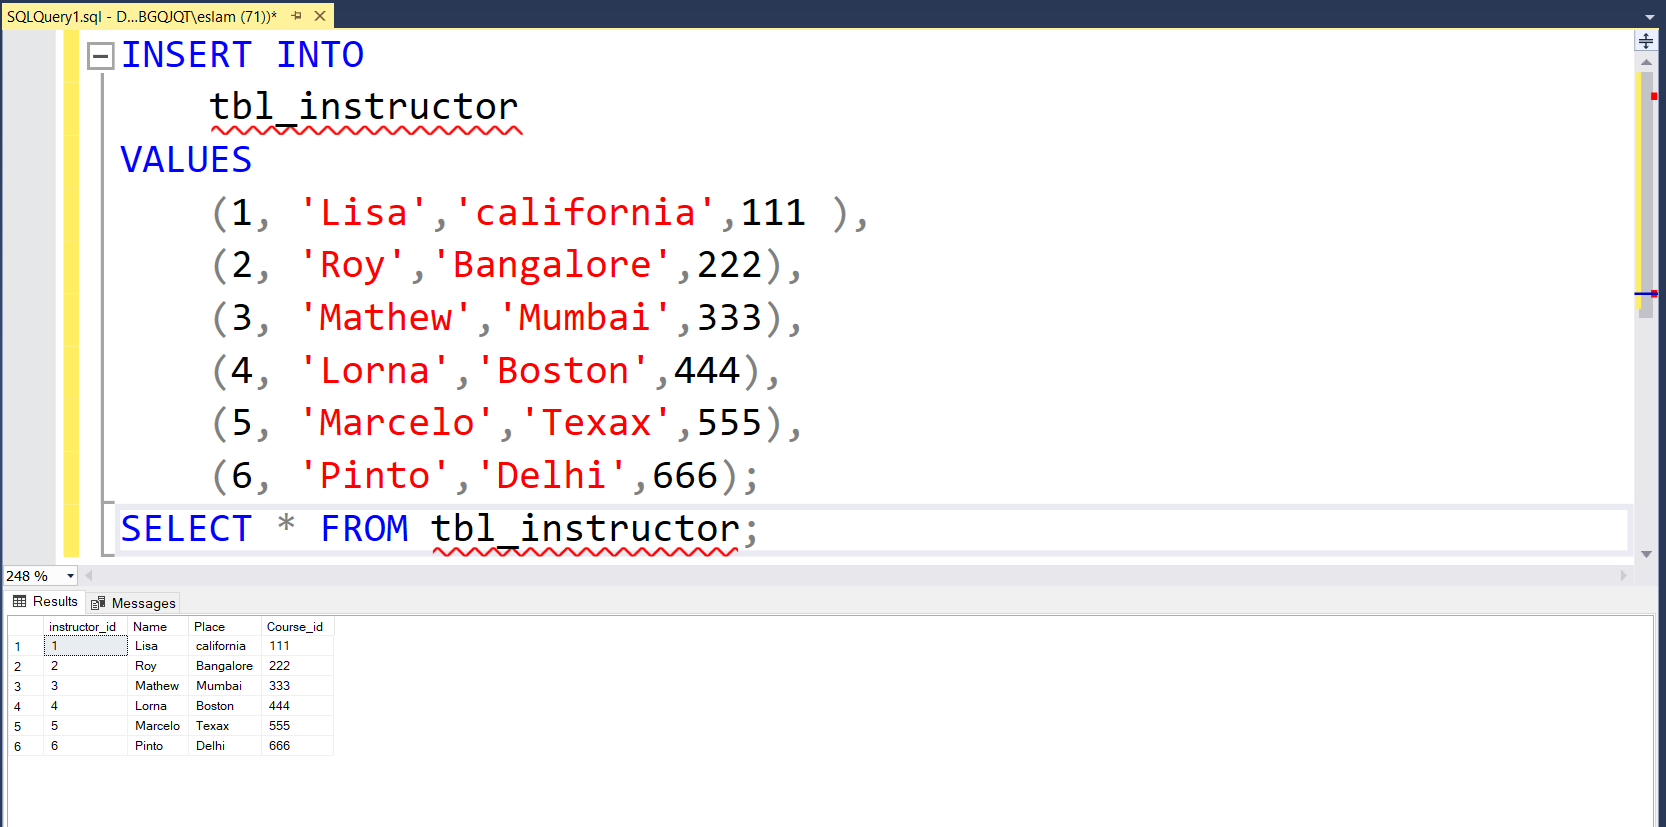 SQLQuery1.sql - D...BGQJQT\eslam (71))*
INSERT INTO
tbl_instructor
VALUES
(1, 'Lisa','california',111 ),
(2, 'Roy','Bangalore',222),
(3, 'Mathew','Mumbai',333),
(4, 'Lorna','Boston',444),
(5, 'Marcelo','Texax',555),
(6, 'Pinto','Delhi',666);
SELECT * FROM tbl_instructor;
248 %
Results Messages
instructor_id Name Place Course_id
1 1 Lisa california 111
2 2 Roy Bangalore 222
3 3 Mathew Mumbai 333
4 4 Lorna Boston 444
5 5 Marcelo Texax 555
6 6 Pinto Delhi 666